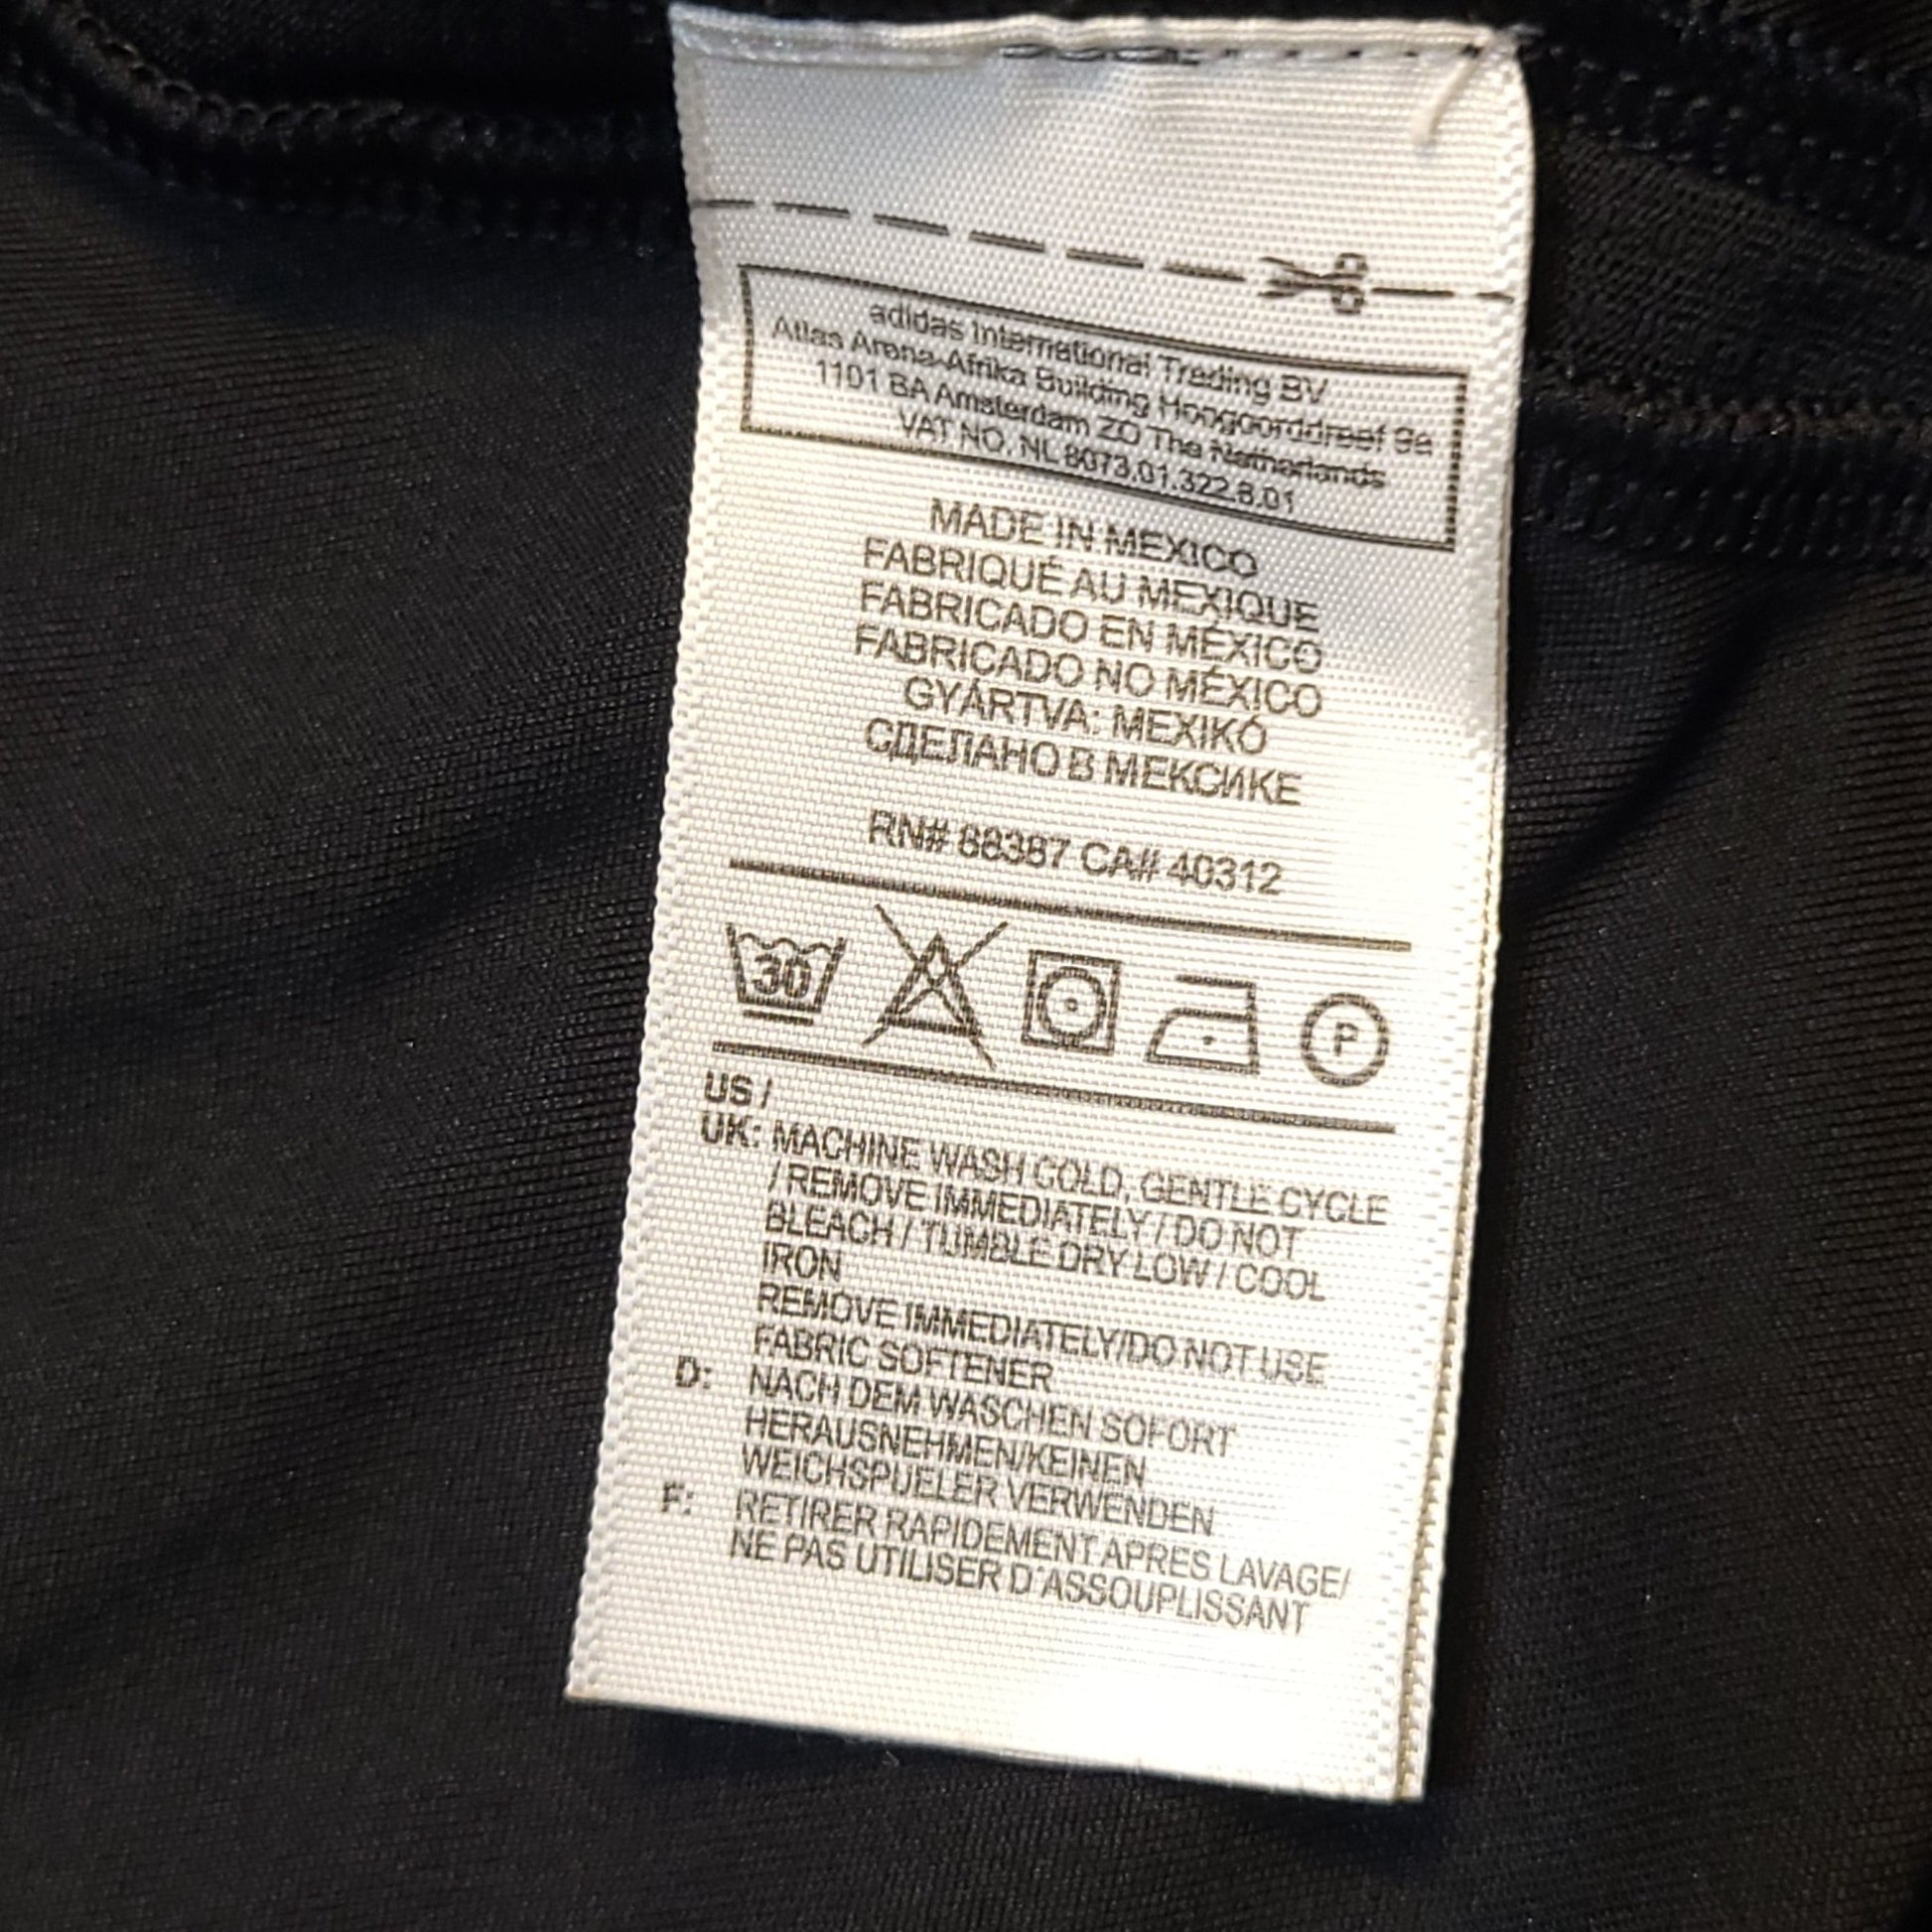 adidas International Trading BV
Atlas Arena-Afrika Building Hoogoorddreef 9a
1101 BA Amsterdam ZO The Netherlands
VAT NO. NL 8073.01.322.B.01
MADE IN MEXICO
FABRIQUÉ AU MEXIQUE
FABRICADO EN MÉXICO
FABRICADO NO MÉXICO
GYÁRTVA: MEXIKÓ
СДЕЛАНО В МЕКСИКЕ
RN# 88387 CA# 40312
30
P
US /
UK: MACHINE WASH COLD, GENTLE CYCLE
/ REMOVE IMMEDIATELY / DO NOT
BLEACH / TUMBLE DRY LOW / COOL
IRON
REMOVE IMMEDIATELY/DO NOT USE
FABRIC SOFTENER
D: NACH DEM WASCHEN SOFORT
HERAUSNEHMEN/KEINEN
WEICHSPUELER VERWENDEN
F: RETIRER RAPIDEMENT APRES LAVAGE/
NE PAS UTILISER D'ASSOUPLISSANT